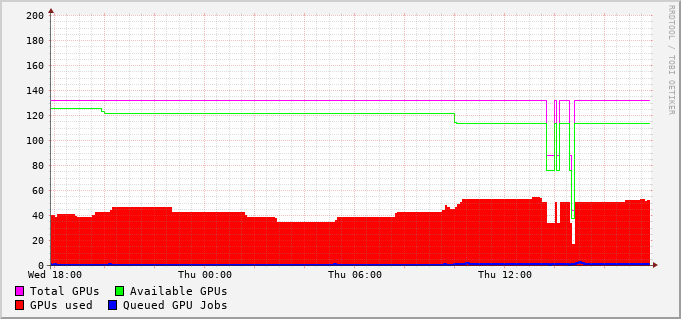 200
180
160
140
120
100
80
60
40
20
0
Wed 18:00 Thu 00:00 Thu 06:00 Thu 12:00
Total GPUs Available GPUs
GPUs used Queued GPU Jobs
RRDTOOL / TOBI OETIKER